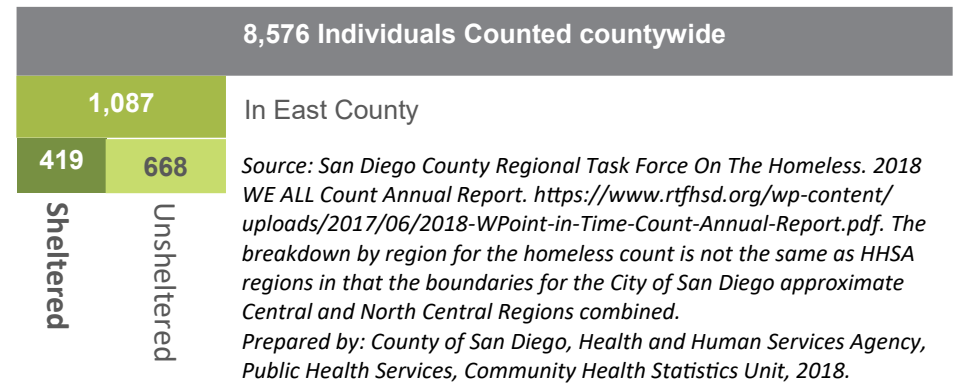 8,576 Individuals Counted countywide
1,087
In East County
419
668
Sheltered
Unsheltered
Source: San Diego County Regional Task Force On The Homeless. 2018
WE ALL Count Annual Report. https://www.rtfhsd.org/wp-content/
uploads/2017/06/2018-WPoint-in-Time-Count-Annual-Report.pdf. The
breakdown by region for the homeless count is not the same as HHSA
regions in that the boundaries for the City of San Diego approximate
Central and North Central Regions combined.
Prepared by: County of San Diego, Health and Human Services Agency,
Public Health Services, Community Health Statistics Unit, 2018.